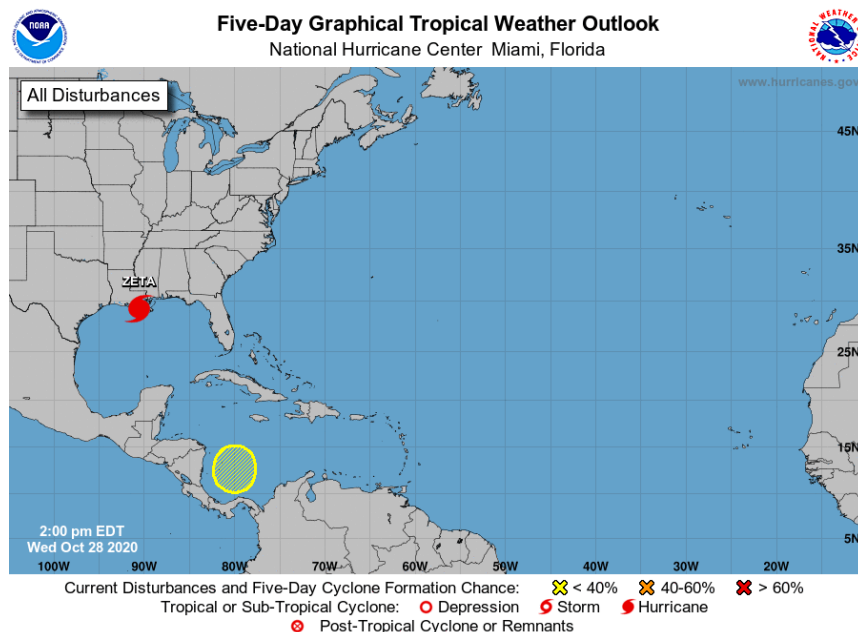 Five-Day Graphical Tropical Weather Outlook
National Hurricane Center Miami, Florida
NOAA
All Disturbances
www.hurricanes.gov
45N
35N
ZETA
25N
15N
2:00 pm EDT
Wed Oct 28 2020
5N
100W 90W 80W 70W 60W 50W 40W 30W 20W
Current Disturbances and Five-Day Cyclone Formation Chance: < 40% 40-60% > 60%
Tropical or Sub-Tropical Cyclone: Depression Storm Hurricane
Post-Tropical Cyclone or Remnants